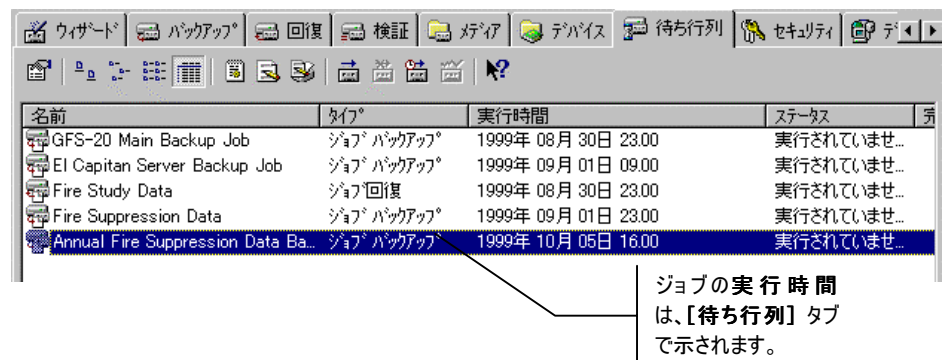 ウィザード バックアップ 回復 検証 メディア デバイス 待ち行列 セキュリティ デ
名前 タイプ 実行時間 ステータス 完
GFS-20 Main Backup Job ジョブ バックアップ 1999年 08月 30日 23.00 実行されていませ...
El Capitan Server Backup Job ジョブ バックアップ 1999年 09月 01日 09.00 実行されていませ...
Fire Study Data ジョブ回復 1999年 08月 30日 23.00 実行されていませ...
Fire Suppression Data ジョブ バックアップ 1999年 09月 01日 23.00 実行されていませ...
Annual Fire Suppression Data Ba... ジョブ バックアップ 1999年 10月 05日 16.00 実行されていませ...
ジョブの実行時間
は、[待ち行列] タブ
で示されます。